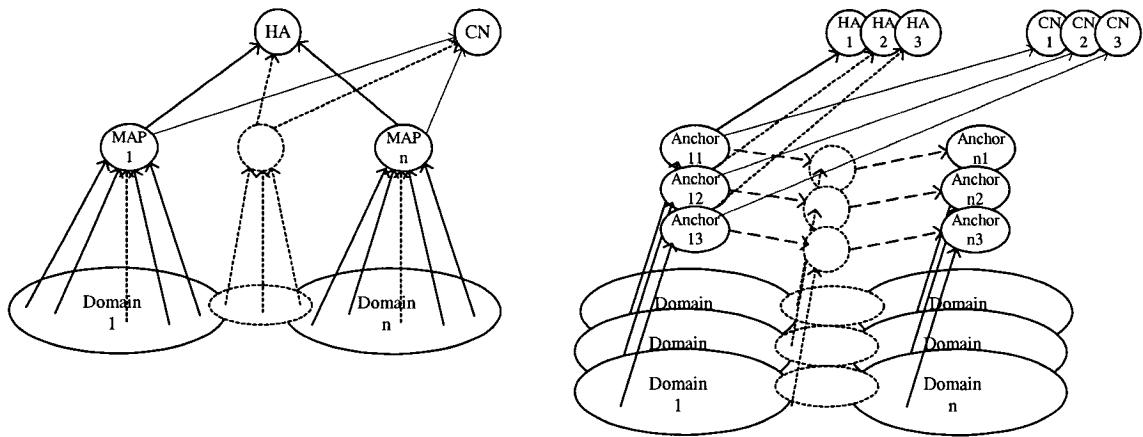 HA
CN
MAP
1
MAP
n
Domain
1
Domain
n
HA
1
HA
2
HA
3
CN
1
CN
2
CN
3
Anchor
11
Anchor
12
Anchor
13
Anchor
n1
Anchor
n2
Anchor
n3
Domain
Domain
Domain
1
Domain
Domain
Domain
n